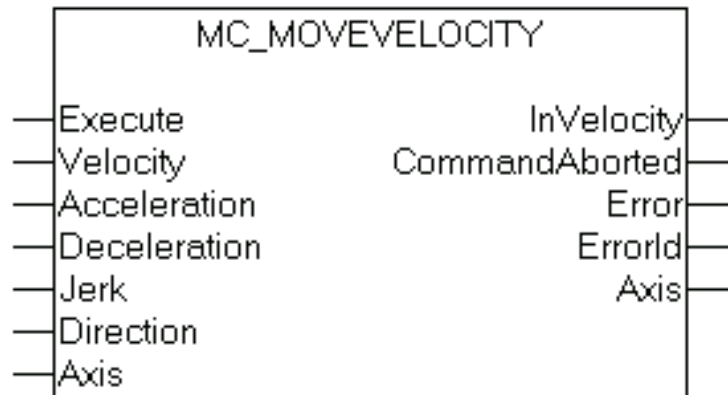 MC_MOVEVELOCITY
Execute InVelocity
Velocity CommandAborted
Acceleration Error
Deceleration ErrorId
Jerk Axis
Direction
Axis